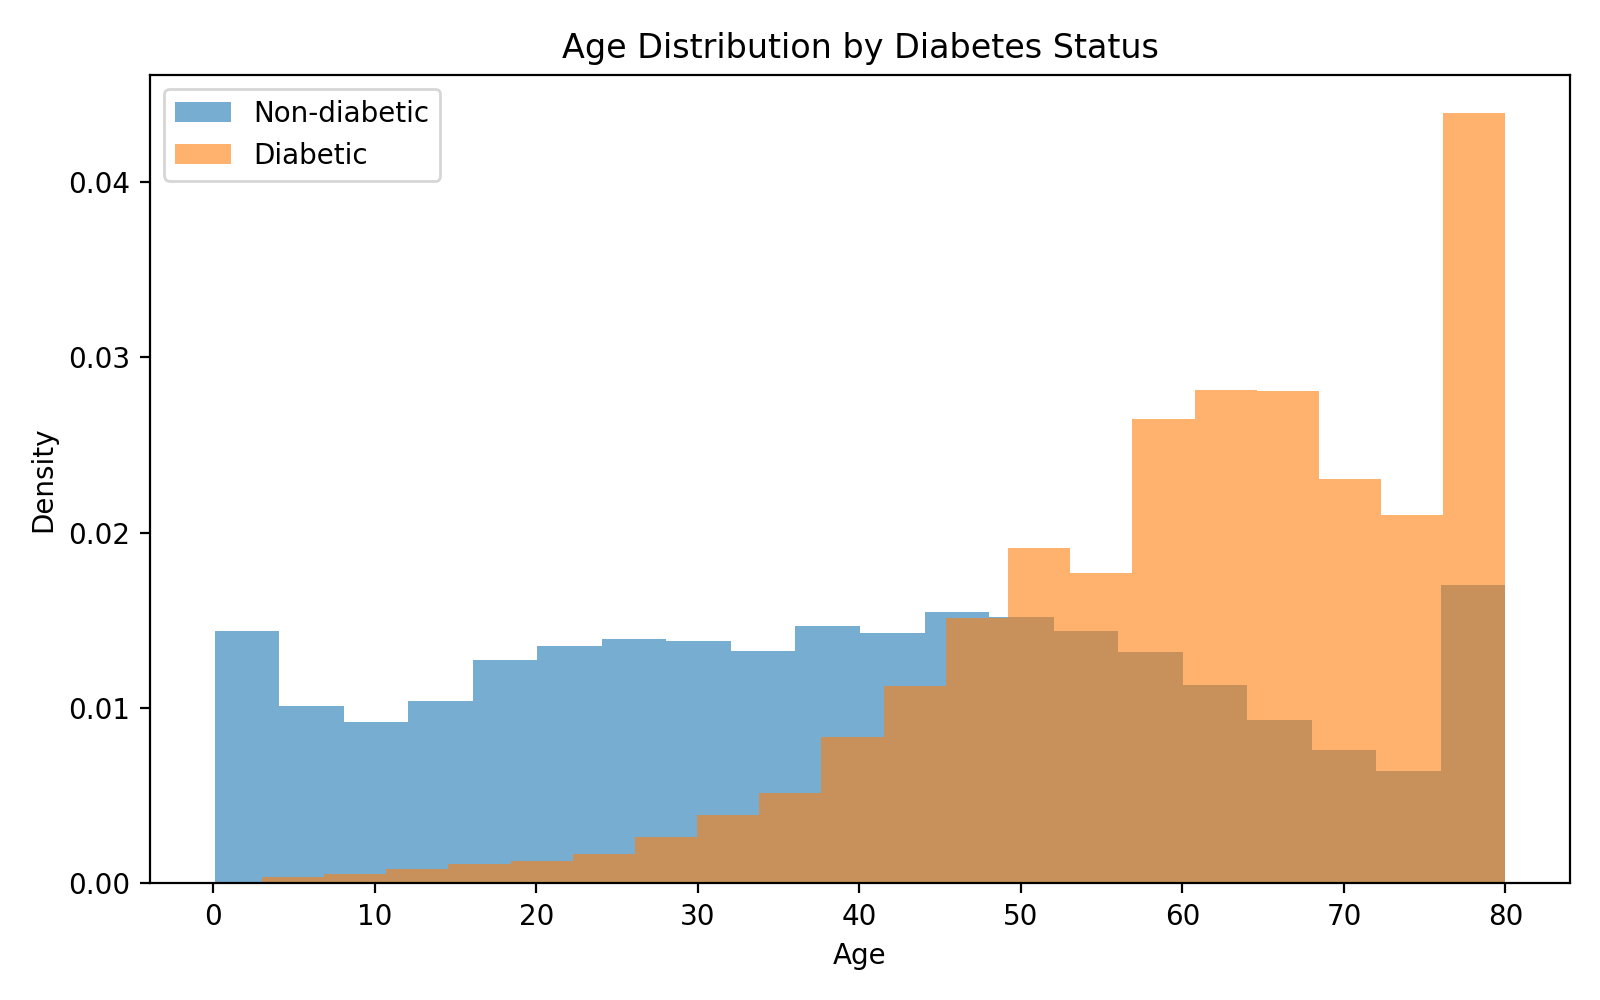 Age Distribution by Diabetes Status
Non-diabetic
Diabetic
Density
0.04
0.03
0.02
0.01
0.00
0 10 20 30 40 50 60 70 80
Age